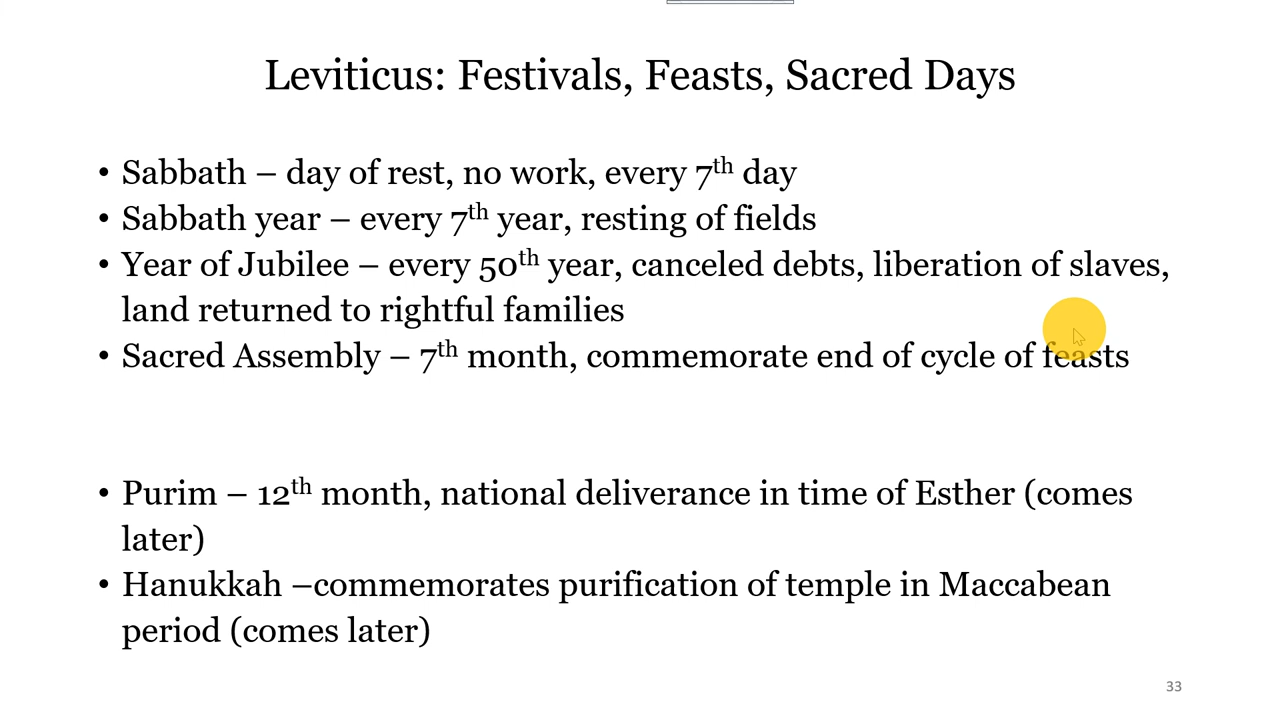 Leviticus: Festivals, Feasts, Sacred Days
• Sabbath – day of rest, no work, every 7th day
• Sabbath year – every 7th year, resting of fields
• Year of Jubilee – every 50th year, canceled debts, liberation of slaves,
land returned to rightful families
• Sacred Assembly – 7th month, commemorate end of cycle of feasts
• Purim – 12th month, national deliverance in time of Esther (comes
later)
• Hanukkah –commemorates purification of temple in Maccabean
period (comes later)
33